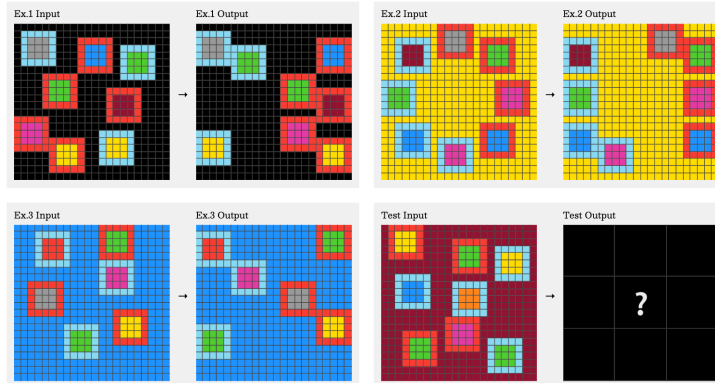 Ex.1 Input
Ex.1 Output
Ex.2 Input
Ex.2 Output
→
→
Ex.3 Input
Ex.3 Output
Test Input
Test Output
→
→
?